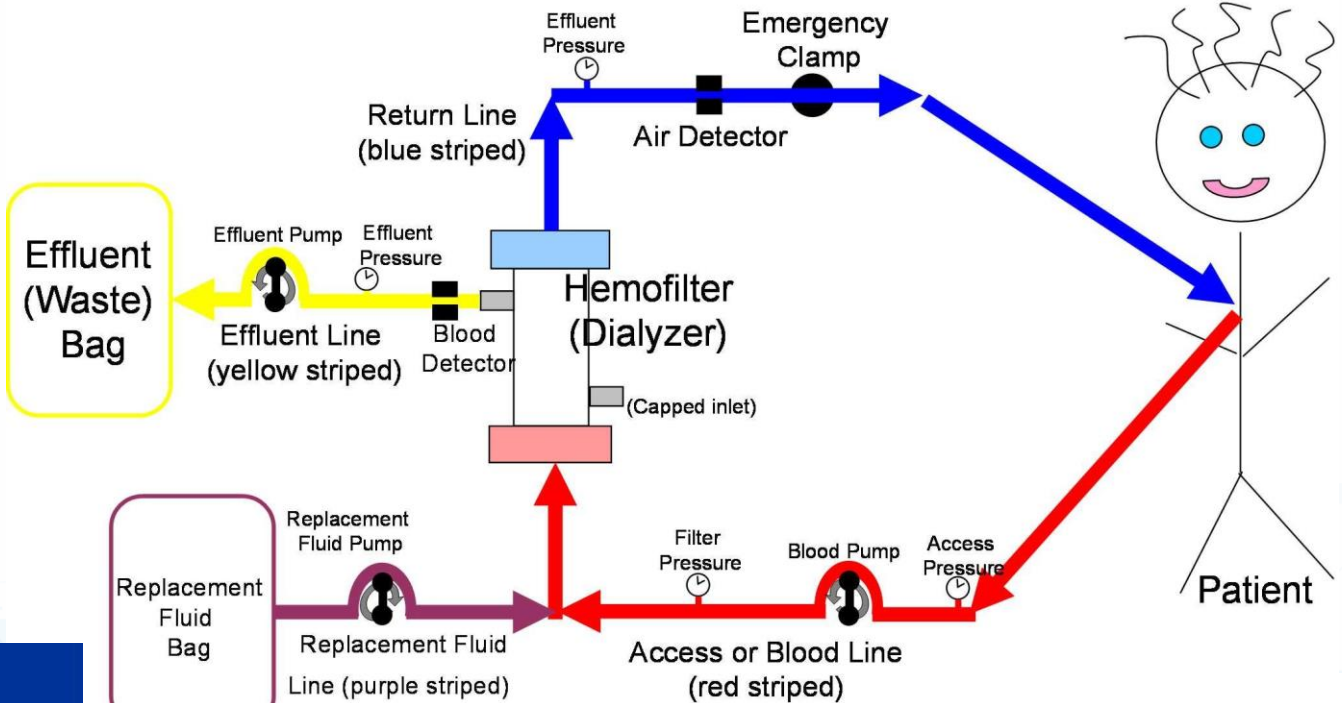 Effluent
Pressure
Emergency
Clamp
Return Line
(blue striped)
Air Detector
Effluent
(Waste)
Bag
Effluent Pump
Effluent
Pressure
Effluent Line
(yellow striped)
Blood
Detector
Hemofilter
(Dialyzer)
(Capped inlet)
Replacement
Fluid
Bag
Replacement
Fluid Pump
Replacement Fluid
Line (purple striped)
Filter
Pressure
Blood Pump
Access
Pressure
Access or Blood Line
(red striped)
Patient